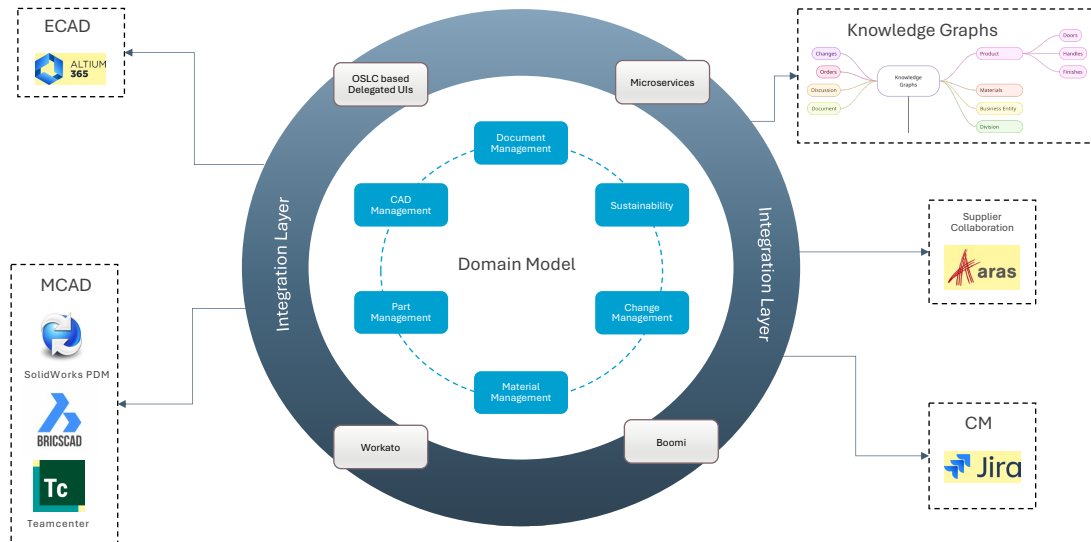 ECAD
ALTIUM
365
MCAD
SolidWorks PDM
BRICSCAD
Tc
Teamcenter
OSLC based
Delegated UIs
Microservices
Integration Layer
Document
Management
CAD
Management
Sustainability
Domain Model
Part
Management
Change
Management
Material
Management
Integration Layer
Workato
Boomi
Knowledge Graphs
Changes
Orders
Discussion
Document
Knowledge
Graphs
Product
Materials
Business Entity
Division
Doors
Handles
Finishes
Supplier
Collaboration
aras
CM
Jira